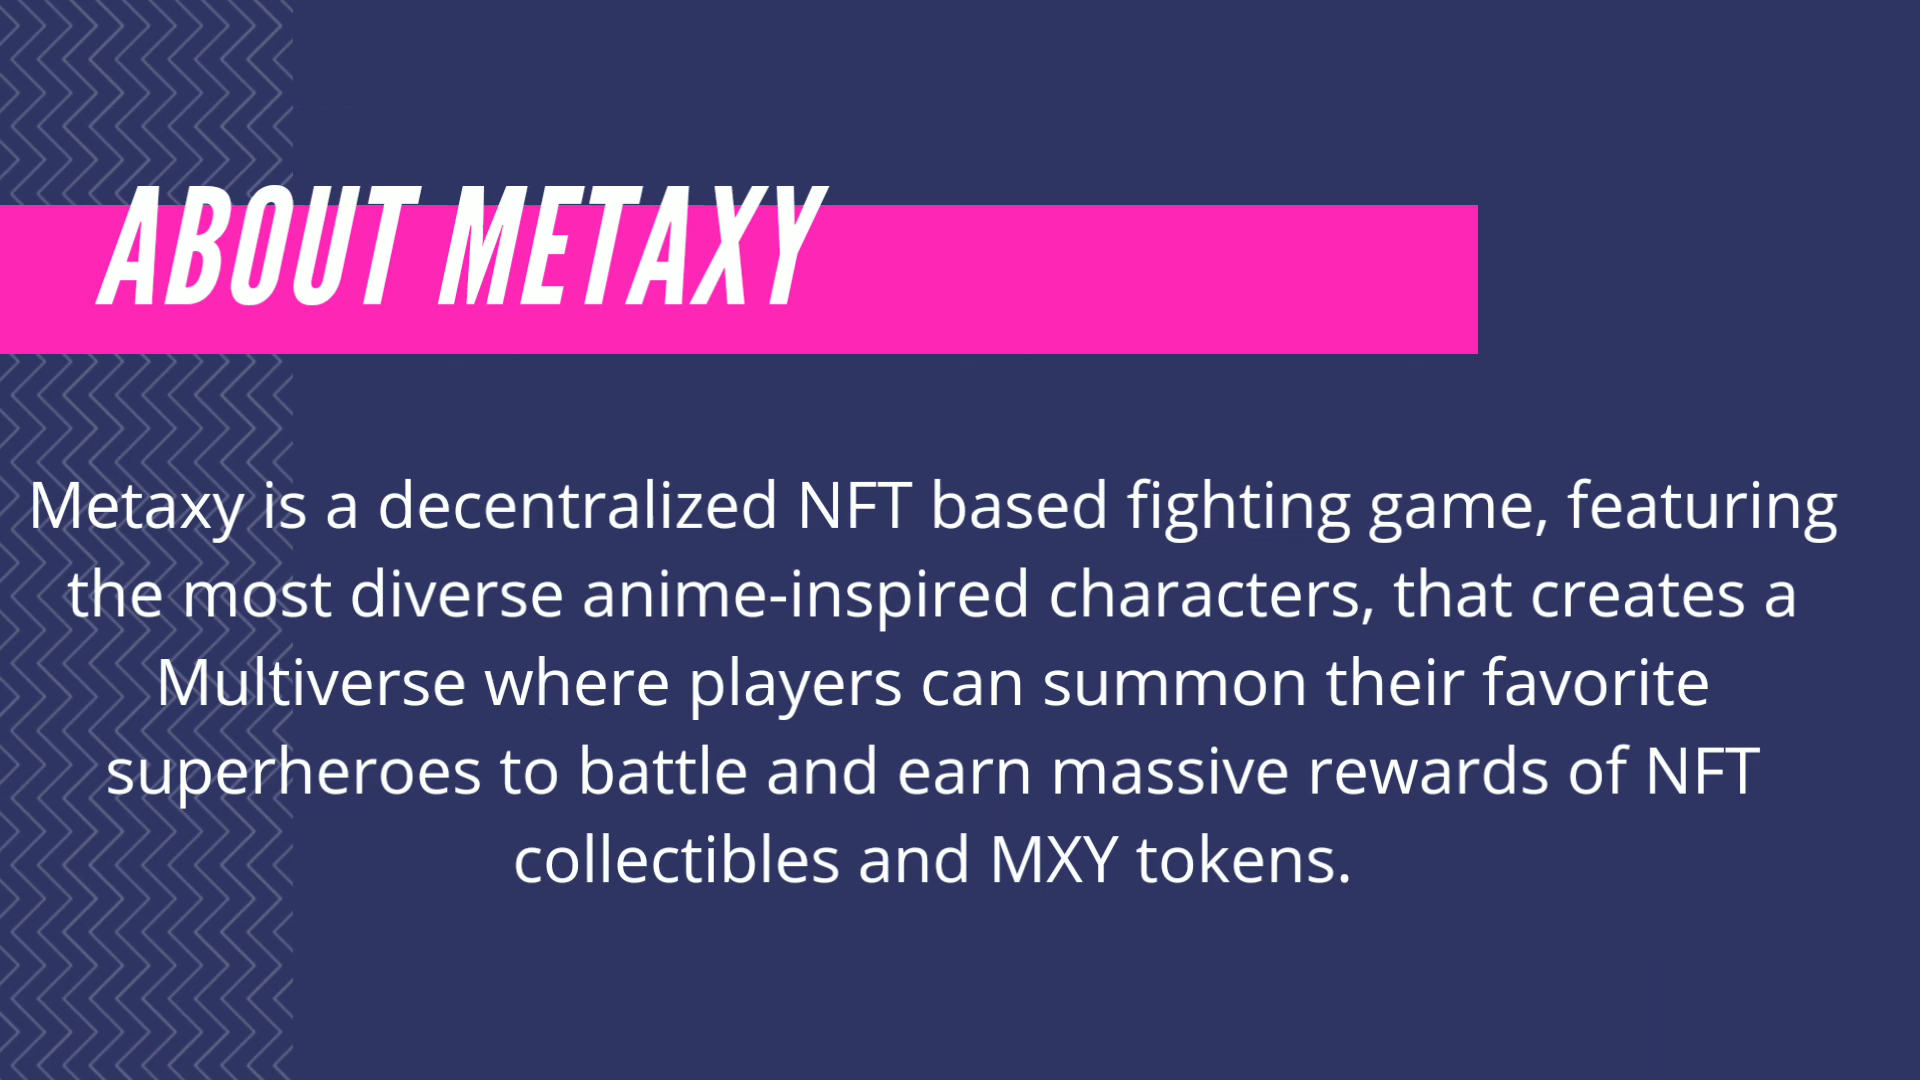 ABOUT METAXY
Metaxy is a decentralized NFT based fighting game, featuring
the most diverse anime-inspired characters, that creates a
Multiverse where players can summon their favorite
superheroes to battle and earn massive rewards of NFT
collectibles and MXY tokens.